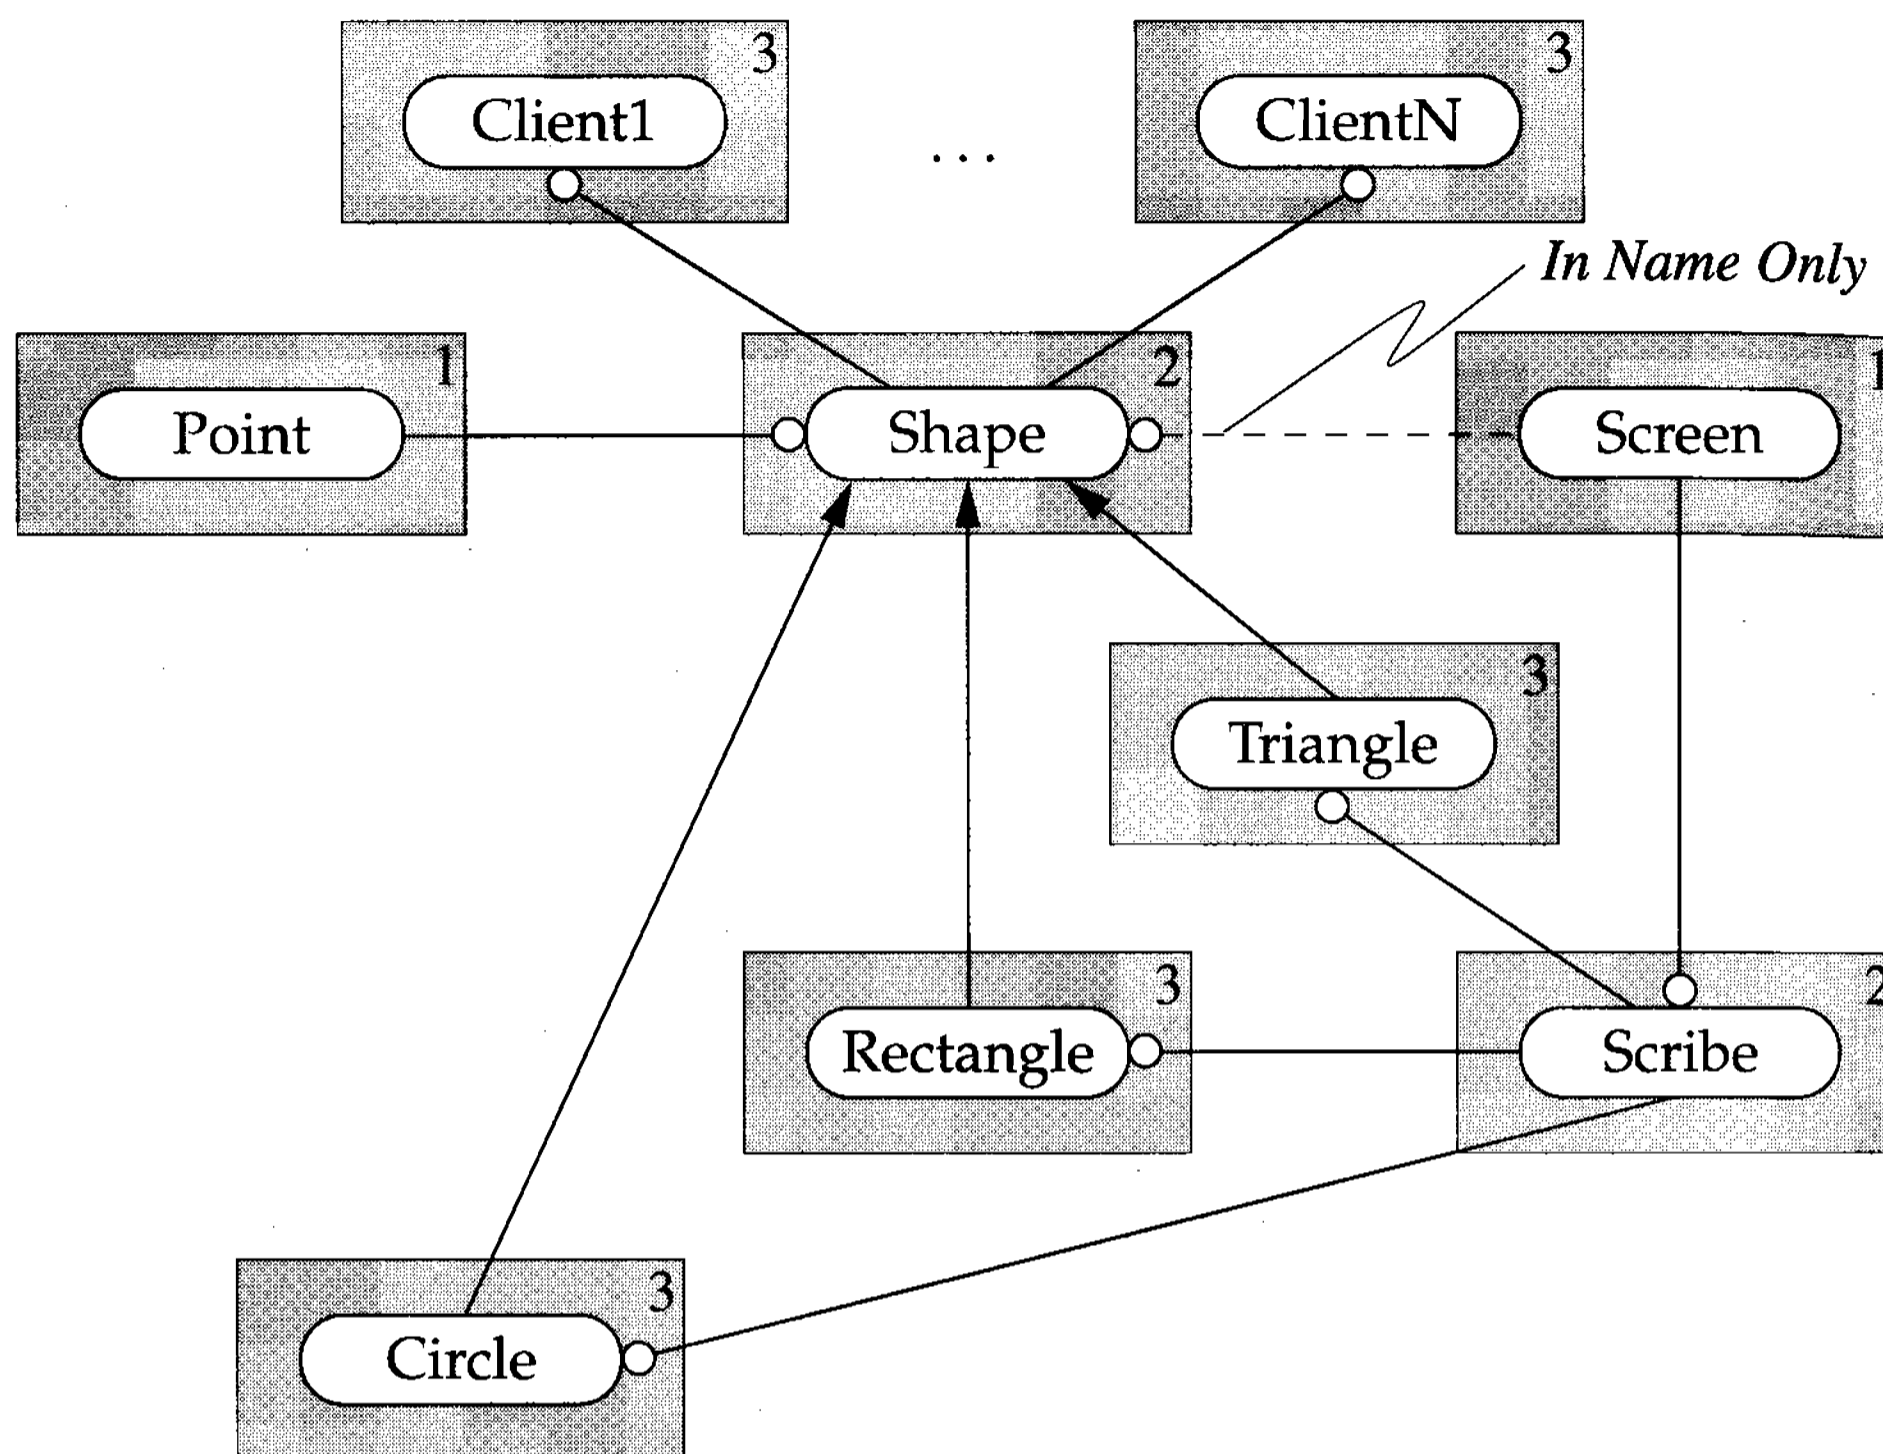 3
3
Client1
ClientN
...
In Name Only
1
2
1
Point
Shape
Screen
3
Triangle
3
2
Rectangle
Scribe
3
Circle